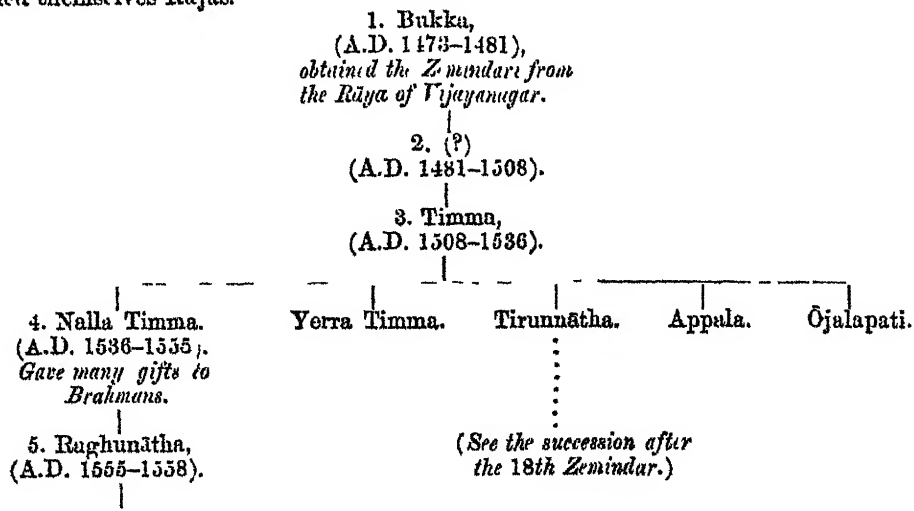 themselves Rajas.
1. Bukka,
(A.D. 1473–1481),
obtained the Zemindari from
the Rāya of Vijayanagar.
2. (?)
(A.D. 1481–1508).
3. Timma,
(A.D. 1508–1536).
4. Nalla Timma. Yerra Timma. Tirunnātha. Appala. Ōjalapati.
(A.D. 1536–1555).
Gave many gifts to
Brahmans.
5. Raghunātha,
(A.D. 1555–1558).
(See the succession after
the 18th Zemindar.)